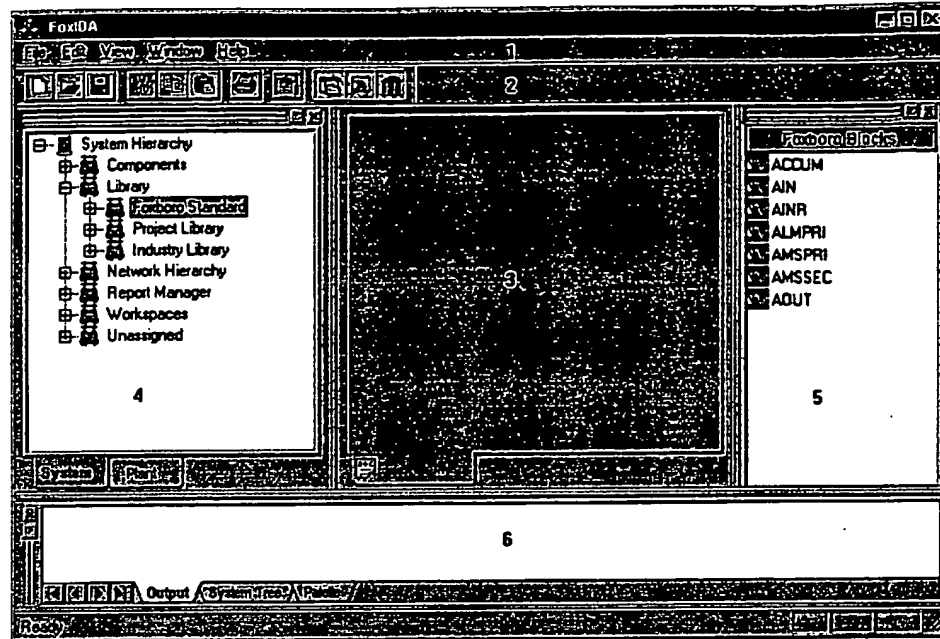 Fox!DA
File Edit View Window Help
1
2
System Hierarchy
Components
Library
Foxboro Standard
Project Library
Industry Library
Network Hierarchy
Report Manager
Workspaces
Unassigned
4
System Plant
3
Foxboro Blocks
ACCUM
AIN
AINR
ALMPRI
AMSPRI
AMSSEC
AOUT
5
6
Output System Tree Palette
Ready